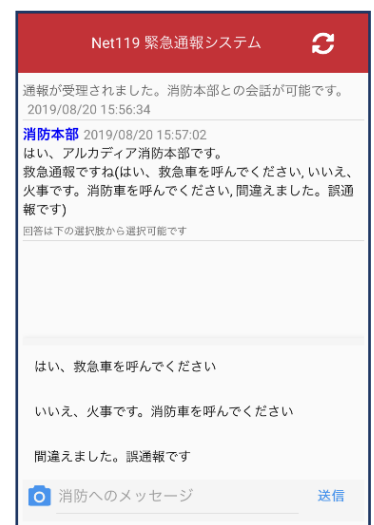 Net119 緊急通報システム
通報が受理されました。消防本部との会話が可能です。
2019/08/20 15:56:34
消防本部 2019/08/20 15:57:02
はい、アルカディア消防本部です。
救急通報ですね(はい、救急車を呼んでください, いいえ、
火事です。消防車を呼んでください, 間違えました。誤通
報です)
回答は下の選択肢から選択可能です
はい、救急車を呼んでください
いいえ、火事です。消防車を呼んでください
間違えました。誤通報です
消防へのメッセージ 送信